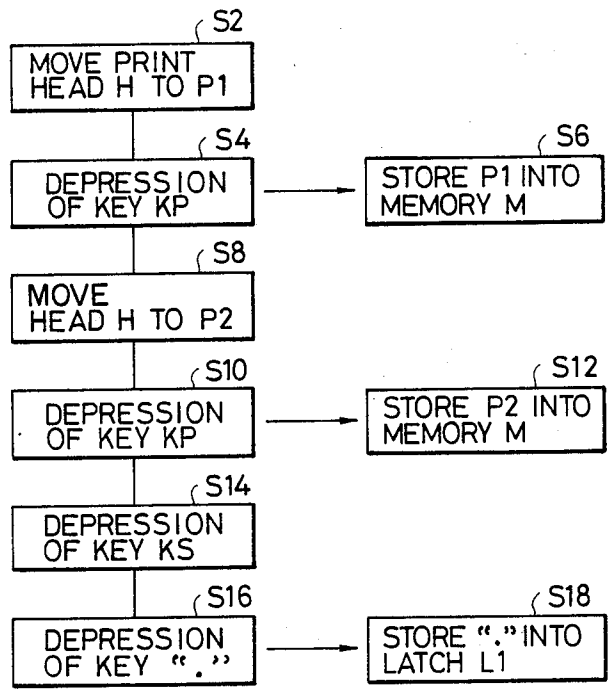 S2
MOVE PRINT
HEAD H TO P1
S4
DEPRESSION
OF KEY KP
S6
STORE P1 INTO
MEMORY M
S8
MOVE
HEAD H TO P2
S10
DEPRESSION
OF KEY KP
S12
STORE P2 INTO
MEMORY M
S14
DEPRESSION
OF KEY KS
S16
DEPRESSION
OF KEY “.”
S18
STORE “.” INTO
LATCH L1